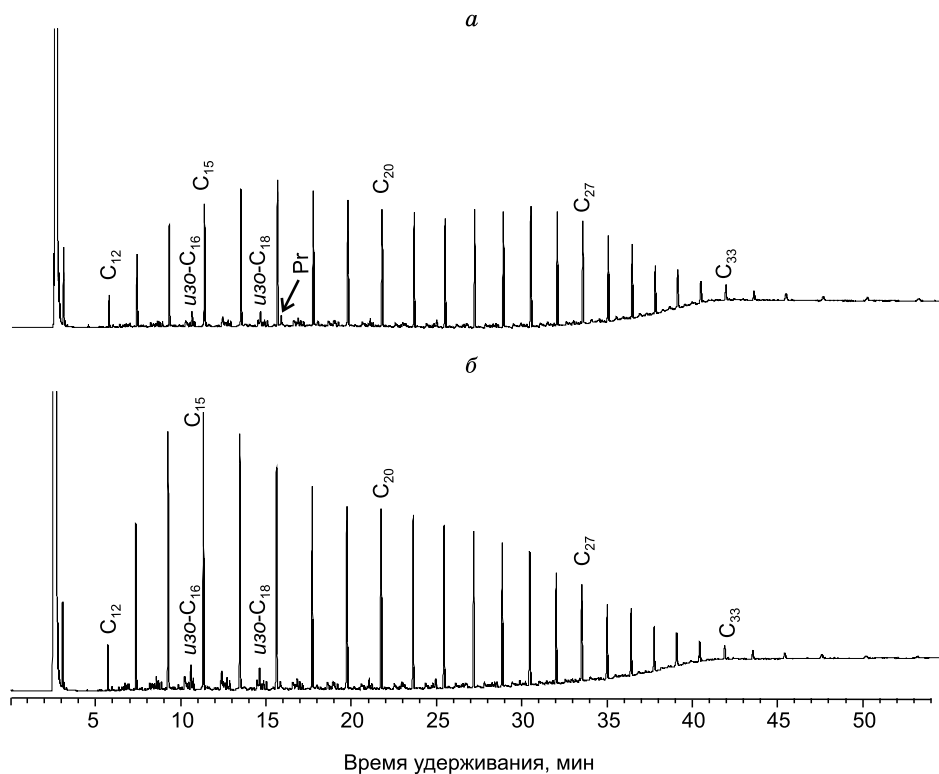 а
C₁₂
изо-C₁₆
C₁₅
изо-C₁₈
Pr
C₂₀
C₂₇
C₃₃
б
C₁₂
изо-C₁₆
C₁₅
изо-C₁₈
C₂₀
C₂₇
C₃₃
5 10 15 20 25 30 35 40 45 50
Время удерживания, мин